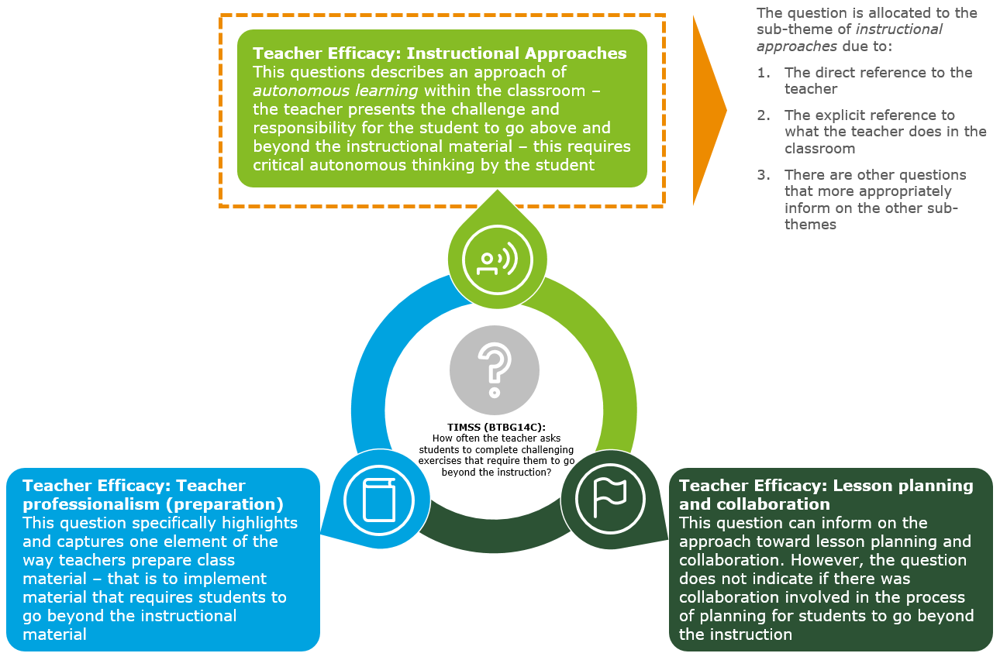 Teacher Efficacy: Instructional Approaches
This questions describes an approach of
autonomous learning within the classroom –
the teacher presents the challenge and
responsibility for the student to go above and
beyond the instructional material – this requires
critical autonomous thinking by the student
The question is allocated to the
sub-theme of instructional
approaches due to:
1. The direct reference to the
teacher
2. The explicit reference to
what the teacher does in the
classroom
3. There are other questions
that more appropriately
inform on the other sub-
themes
TIMSS (BTBG14C):
How often the teacher asks
students to complete challenging
exercises that require them to go
beyond the instruction?
Teacher Efficacy: Teacher
professionalism (preparation)
This question specifically highlights
and captures one element of the
way teachers prepare class
material – that is to implement
material that requires students to
go beyond the instructional
material
Teacher Efficacy: Lesson planning
and collaboration
This question can inform on the
approach toward lesson planning and
collaboration. However, the question
does not indicate if there was
collaboration involved in the process
of planning for students to go beyond
the instruction